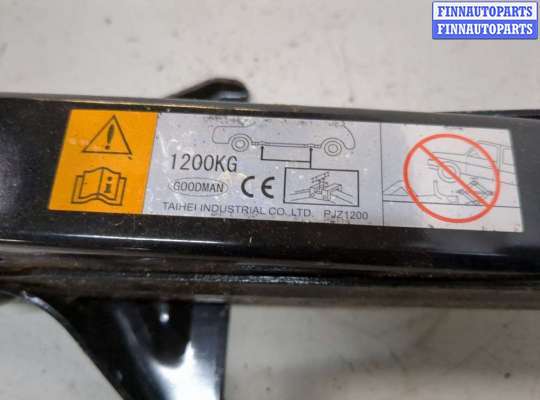 FINNAUTOPARTS
FINNAUTOPARTS
1200KG
GOODMAN CE
TAIHEI INDUSTRIAL CO.,LTD. PJZ1200